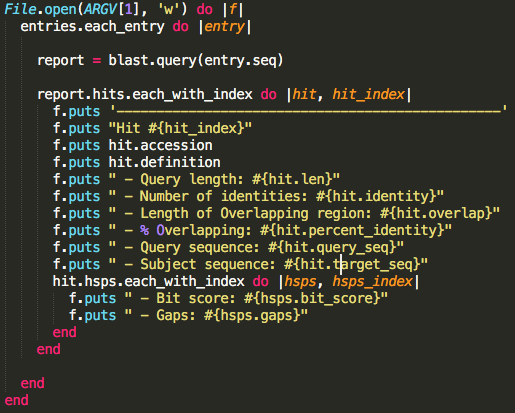 File.open(ARGV[1], 'w') do |f|
entries.each_entry do |entry|
report = blast.query(entry.seq)
report.hits.each_with_index do |hit, hit_index|
f.puts '————————————————————————————————————————————————'
f.puts "Hit #{hit_index}"
f.puts hit.accession
f.puts hit.definition
f.puts " – Query length: #{hit.len}"
f.puts " – Number of identities: #{hit.identity}"
f.puts " – Length of Overlapping region: #{hit.overlap}"
f.puts " – % Overlapping: #{hit.percent_identity}"
f.puts " – Query sequence: #{hit.query_seq}"
f.puts " – Subject sequence: #{hit.target_seq}"
hit.hsps.each_with_index do |hsps, hsps_index|
f.puts " – Bit score: #{hsps.bit_score}"
f.puts " – Gaps: #{hsps.gaps}"
end
end
end
end